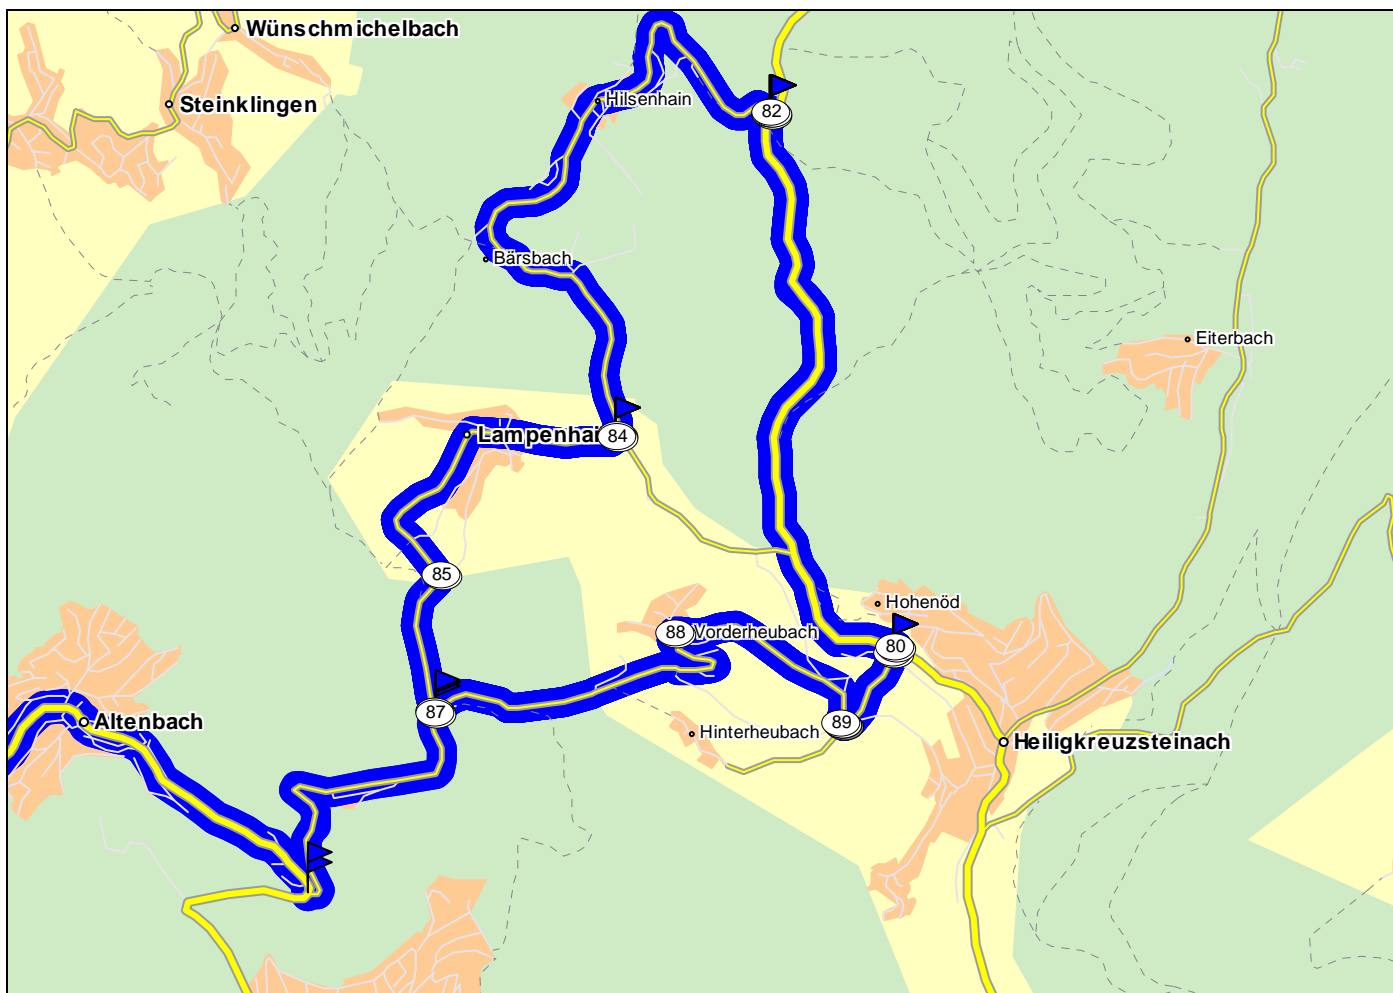 Wünschmichelbach
Steinklingen
Hilsenhain
82
Bärsbach
Eiterbach
Lampenhai
84
85
Hohenöd
88
Vorderheubach
80
87
Altenbach
89
Hinterheubach
Heiligkreuzsteinach